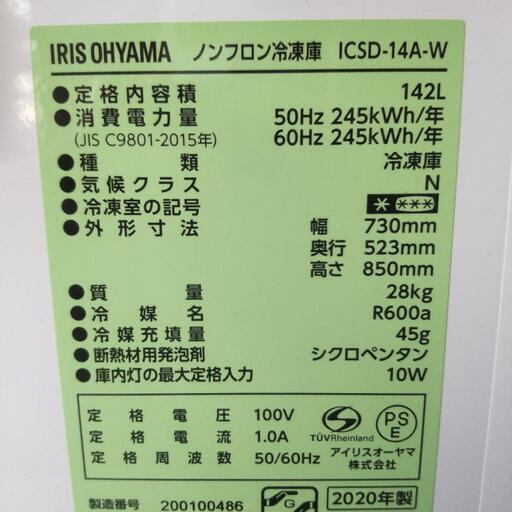 IRIS OHYAMA ノンフロン冷凍庫 ICSD-14A-W
●定格内容積 142L
●消費電力量 50Hz 245kWh/年
(JIS C9801-2015年) 60Hz 245kWh/年
●種類 冷凍庫
●気候クラス N
●冷凍室の記号 * ***
●外形寸法 幅 730mm
奥行 523mm
高さ 850mm
●質量 28kg
●冷媒名 R600a
●冷媒充填量 45g
●断熱材用発泡剤 シクロペンタン
●庫内灯の最大定格入力 10W
定格電圧 100V
定格電流 1.0A
定格周波数 50/60Hz
TÜVRheinland
PS
E
アイリスオーヤマ
株式会社
製造番号 200100486
G
2020年製